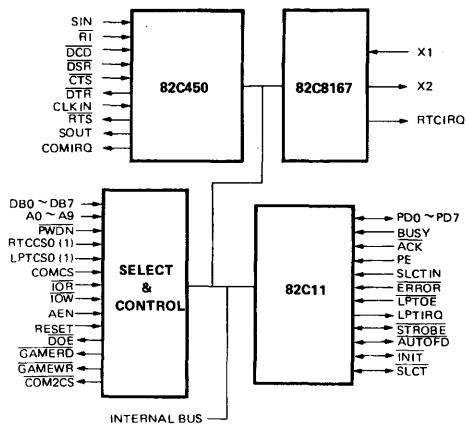 SIN
RI
DCD
DSR
CTS
DTR
CLKIN
RTS
SOUT
COMIRQ
82C450
82C8167
X1
X2
RTCIRQ
DB0~DB7
A0~A9
PWDN
RTCCS0 (1)
LPTCS0 (1)
COMCS
IOR
IOW
AEN
RESET
DOE
GAMERD
GAMEWR
COM2CS
SELECT
&
CONTROL
82C11
PD0~PD7
BUSY
ACK
PE
SLCTIN
ERROR
LPTOE
LPTIRQ
STROBE
AUTOFD
INIT
SLCT
INTERNAL BUS